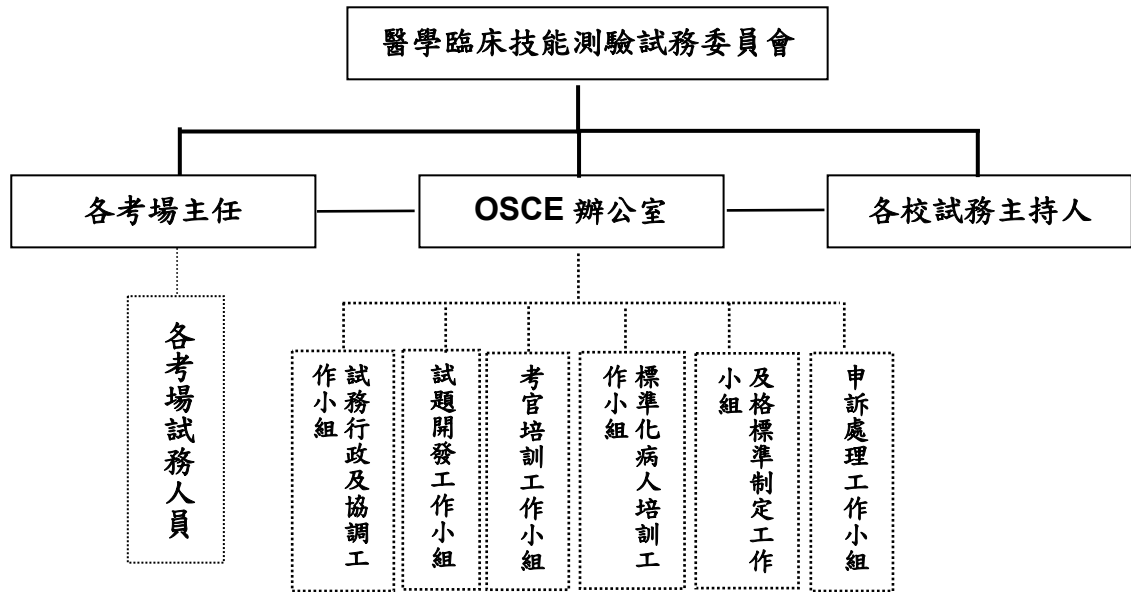 醫學臨床技能測驗試務委員會
各考場主任
OSCE 辦公室
各校試務主持人
各考場試務人員
試務行政及協調工
作小組
試題開發工作小組
考官培訓工作小組
標準化病人培訓工
作小組
及格標準制定工作
小組
申訴處理工作小組